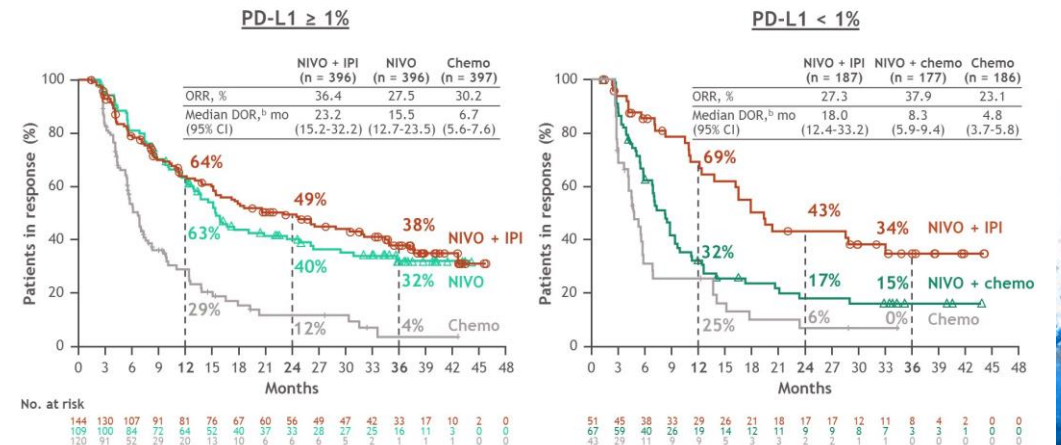 PD-L1 ≥ 1%
NIVO + IPI (n = 396) NIVO (n = 396) Chemo (n = 397)
ORR, % 36.4 27.5 30.2
Median DOR,ᵇ mo (95% CI) 23.2 (15.2-32.2) 15.5 (12.7-23.5) 6.7 (5.6-7.6)
Patients in response (%)
100
80
60
40
20
0
64%
49%
38%
NIVO + IPI
63%
40%
32%
NIVO
29%
12%
4%
Chemo
0 3 6 9 12 15 18 21 24 27 30 33 36 39 42 45 48
Months
No. at risk
144 130 107 91 81 76 67 60 56 49 47 42 33 17 10 2 0
109 100 84 72 64 52 40 37 33 28 27 25 16 11 3 0 0
120 91 52 29 20 13 10 6 6 6 5 2 1 1 1 0 0
PD-L1 < 1%
NIVO + IPI (n = 187) NIVO + chemo (n = 177) Chemo (n = 186)
ORR, % 27.3 37.9 23.1
Median DOR,ᵇ mo (95% CI) 18.0 (12.4-33.2) 8.3 (5.9-9.4) 4.8 (3.7-5.8)
Patients in response (%)
100
80
60
40
20
0
69%
43%
34%
NIVO + IPI
32%
17%
15%
NIVO + chemo
25%
6%
0%
Chemo
0 3 6 9 12 15 18 21 24 27 30 33 36 39 42 45 48
Months
51 45 38 33 29 26 21 18 17 17 12 8 4 2 0 0
67 59 40 26 19 14 12 11 9 8 7 3 3 1 0 0
43 29 11 9 9 5 3 3 2 1 1 0 0 0 0 0